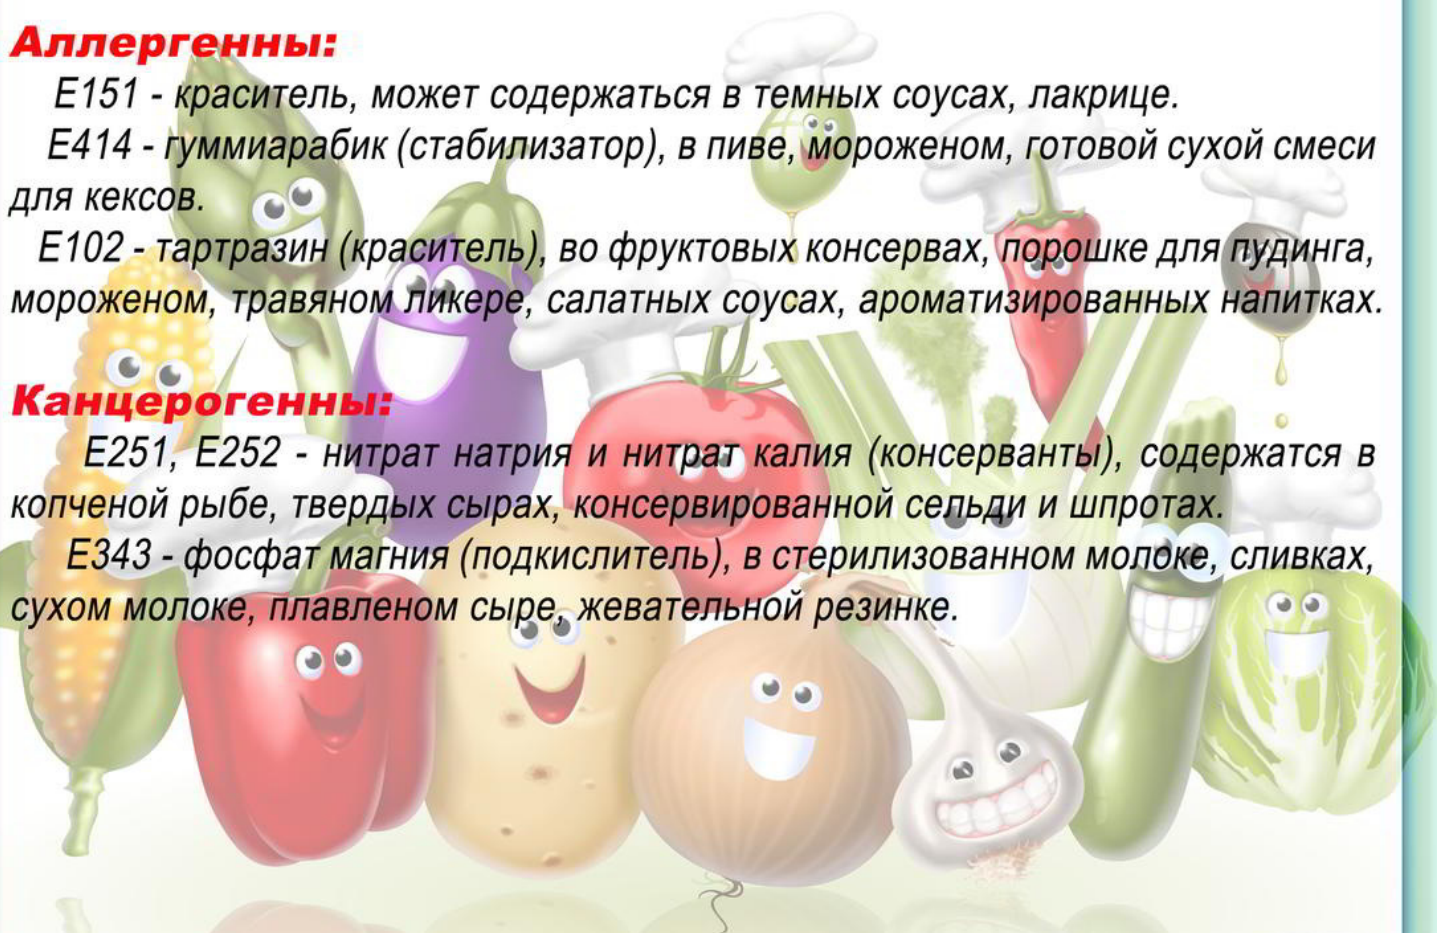 Аллергенны:
Е151 - краситель, может содержаться в темных соусах, лакрице.
Е414 - гуммиарабик (стабилизатор), в пиве, мороженом, готовой сухой смеси
для кексов.
Е102 - тартразин (краситель), во фруктовых консервах, порошке для пудинга,
мороженом, травяном ликере, салатных соусах, ароматизированных напитках.
Канцерогенны:
Е251, Е252 - нитрат натрия и нитрат калия (консерванты), содержатся в
копченой рыбе, твердых сырах, консервированной сельди и шпротах.
Е343 - фосфат магния (подкислитель), в стерилизованном молоке, сливках,
сухом молоке, плавленом сыре, жевательной резинке.